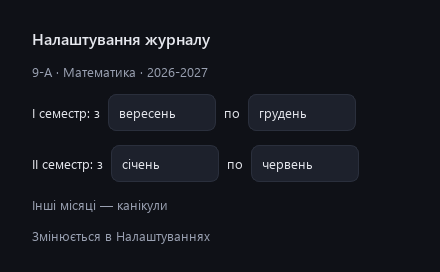 Налаштування журналу
9-А · Математика · 2026-2027
І семестр: з вересень по грудень
ІІ семестр: з січень по червень
Інші місяці — канікули
Змінюється в Налаштуваннях